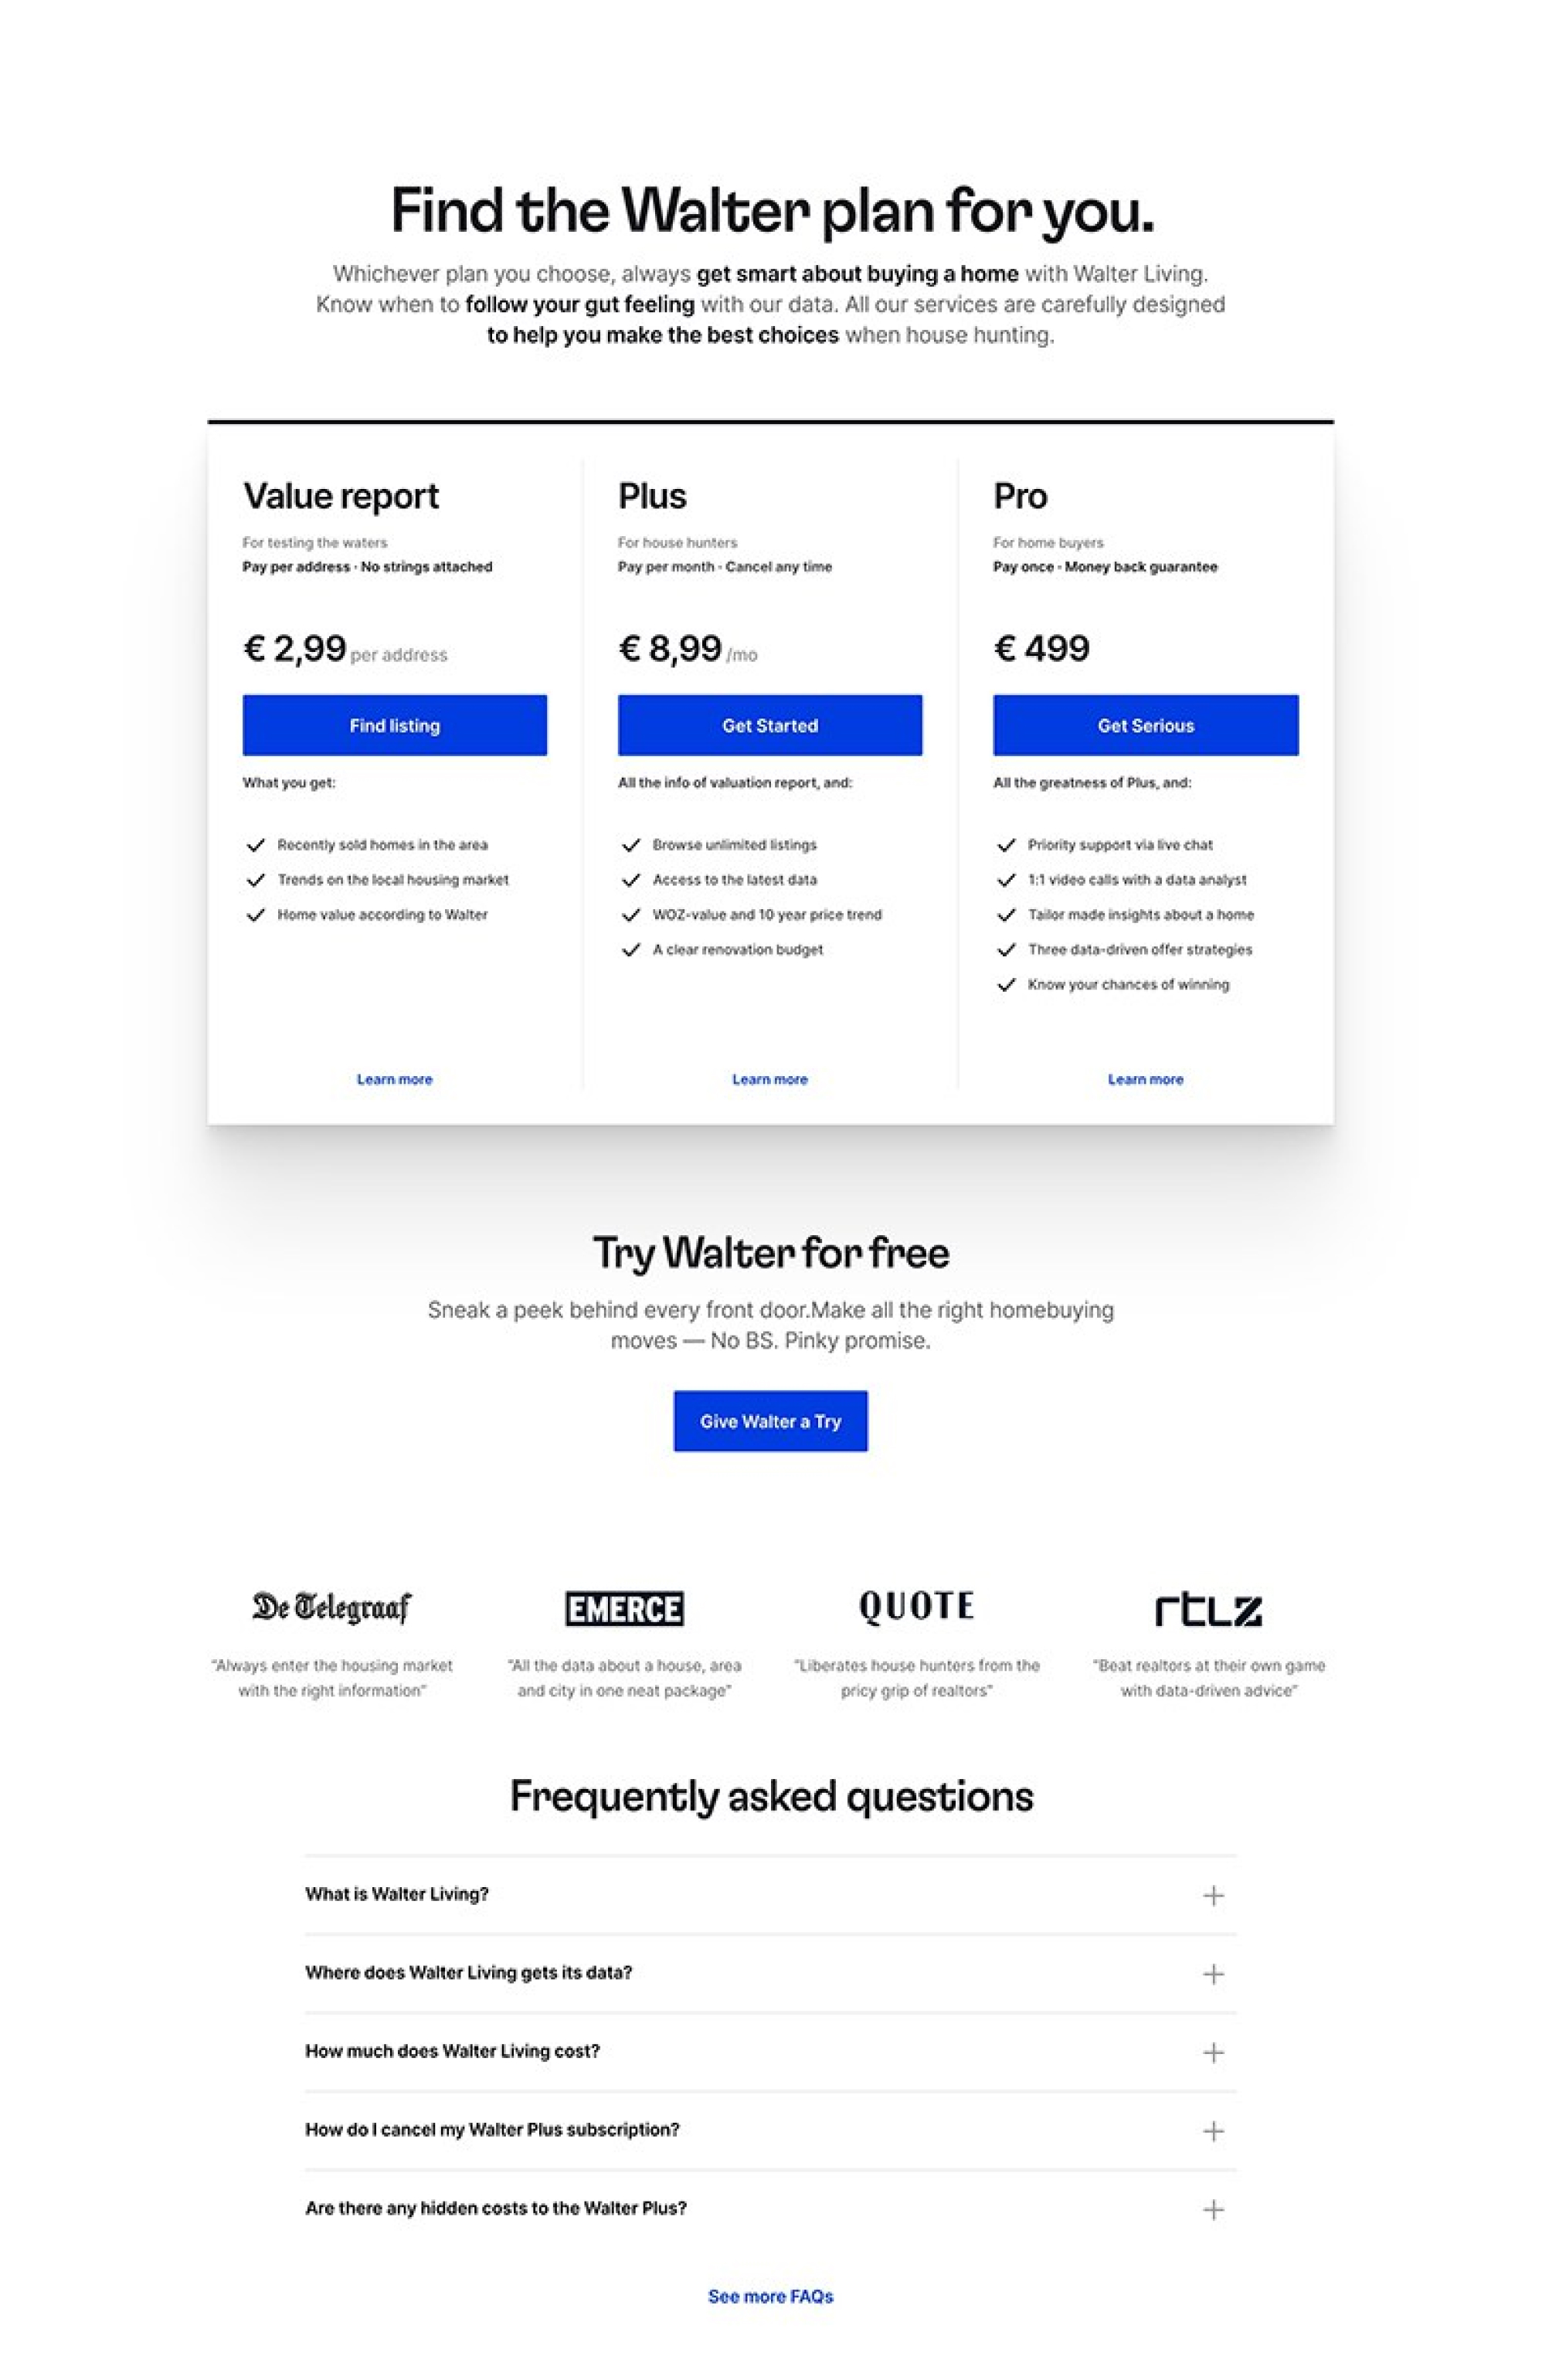 Find the Walter plan for you.
Whichever plan you choose, always get smart about buying a home with Walter Living.
Know when to follow your gut feeling with our data. All our services are carefully designed
to help you make the best choices when house hunting.
Value report
For testing the waters
Pay per address · No strings attached
€ 2,99 per address
Find listing
What you get:
Recently sold homes in the area
Trends on the local housing market
Home value according to Walter
Learn more
Plus
For house hunters
Pay per month · Cancel any time
€ 8,99 /mo
Get Started
All the info of valuation report, and:
Browse unlimited listings
Access to the latest data
WOZ-value and 10 year price trend
A clear renovation budget
Learn more
Pro
For home buyers
Pay once · Money back guarantee
€ 499
Get Serious
All the greatness of Plus, and:
Priority support via live chat
1:1 video calls with a data analyst
Tailor made insights about a home
Three data-driven offer strategies
Know your chances of winning
Learn more
Try Walter for free
Sneak a peek behind every front door.Make all the right homebuying
moves — No BS. Pinky promise.
Give Walter a Try
De Telegraaf
"Always enter the housing market
with the right information"
EMERCE
"All the data about a house, area
and city in one neat package"
QUOTE
"Liberates house hunters from the
pricy grip of realtors"
rtlz
"Beat realtors at their own game
with data-driven advice"
Frequently asked questions
What is Walter Living?
Where does Walter Living gets its data?
How much does Walter Living cost?
How do I cancel my Walter Plus subscription?
Are there any hidden costs to the Walter Plus?
See more FAQs